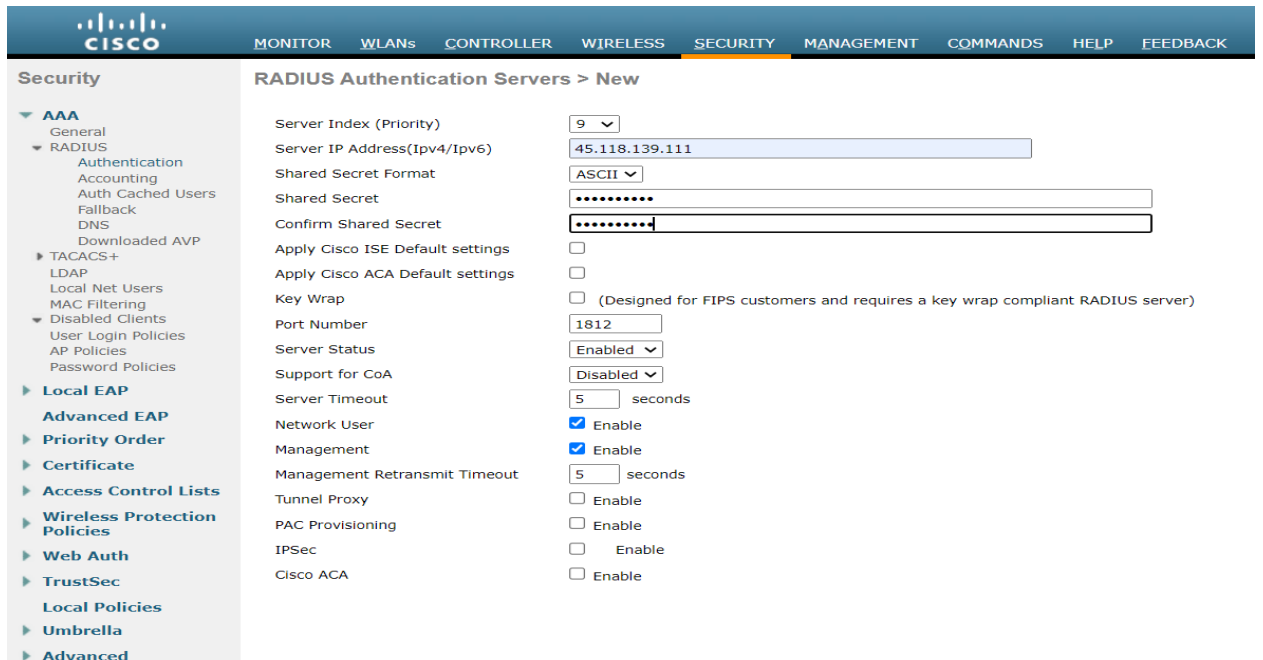 CISCO
MONITOR WLANs CONTROLLER WIRELESS SECURITY MANAGEMENT COMMANDS HELP FEEDBACK
Security
AAA
General
RADIUS
Authentication
Accounting
Auth Cached Users
Fallback
DNS
Downloaded AVP
TACACS+
LDAP
Local Net Users
MAC Filtering
Disabled Clients
User Login Policies
AP Policies
Password Policies
Local EAP
Advanced EAP
Priority Order
Certificate
Access Control Lists
Wireless Protection
Policies
Web Auth
TrustSec
Local Policies
Umbrella
Advanced
RADIUS Authentication Servers > New
Server Index (Priority) 9
Server IP Address(Ipv4/Ipv6) 45.118.139.111
Shared Secret Format ASCII
Shared Secret ••••••••••
Confirm Shared Secret ••••••••••
Apply Cisco ISE Default settings
Apply Cisco ACA Default settings
Key Wrap (Designed for FIPS customers and requires a key wrap compliant RADIUS server)
Port Number 1812
Server Status Enabled
Support for CoA Disabled
Server Timeout 5 seconds
Network User Enable
Management Enable
Management Retransmit Timeout 5 seconds
Tunnel Proxy Enable
PAC Provisioning Enable
IPSec Enable
Cisco ACA Enable